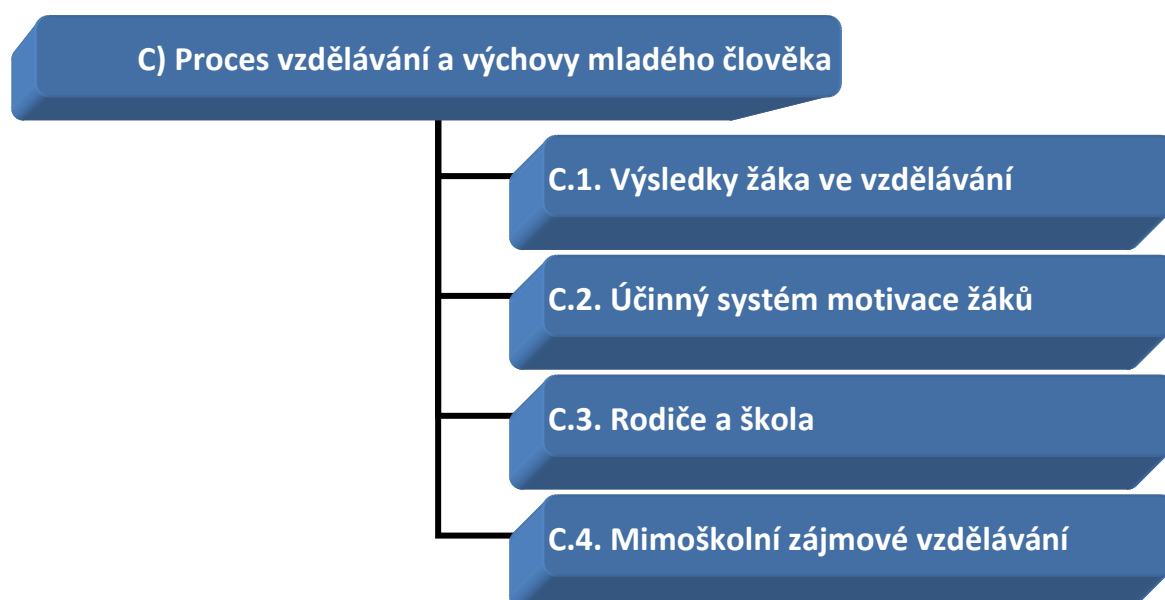 C) Proces vzdělávání a výchovy mladého člověka
C.1. Výsledky žáka ve vzdělávání
C.2. Účinný systém motivace žáků
C.3. Rodiče a škola
C.4. Mimoškolní zájmové vzdělávání